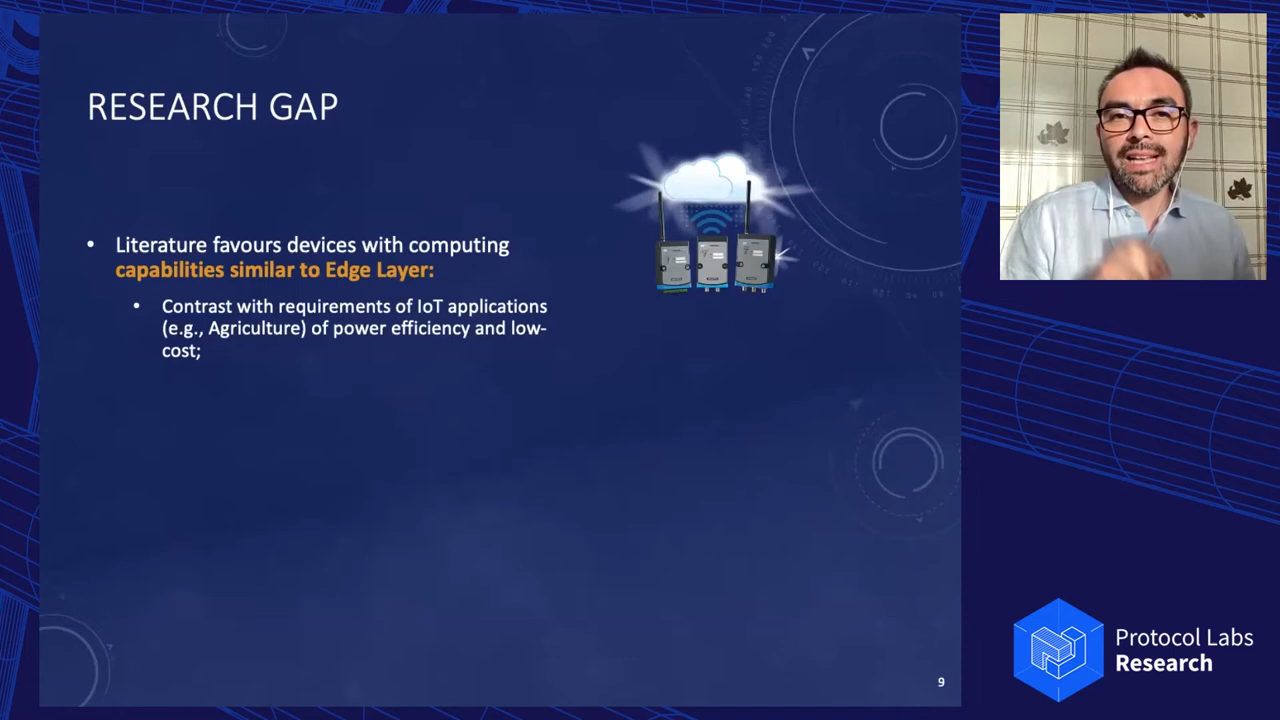 RESEARCH GAP
• Literature favours devices with computing
capabilities similar to Edge Layer:
• Contrast with requirements of IoT applications
(e.g., Agriculture) of power efficiency and low-
cost;
9
Protocol Labs
Research